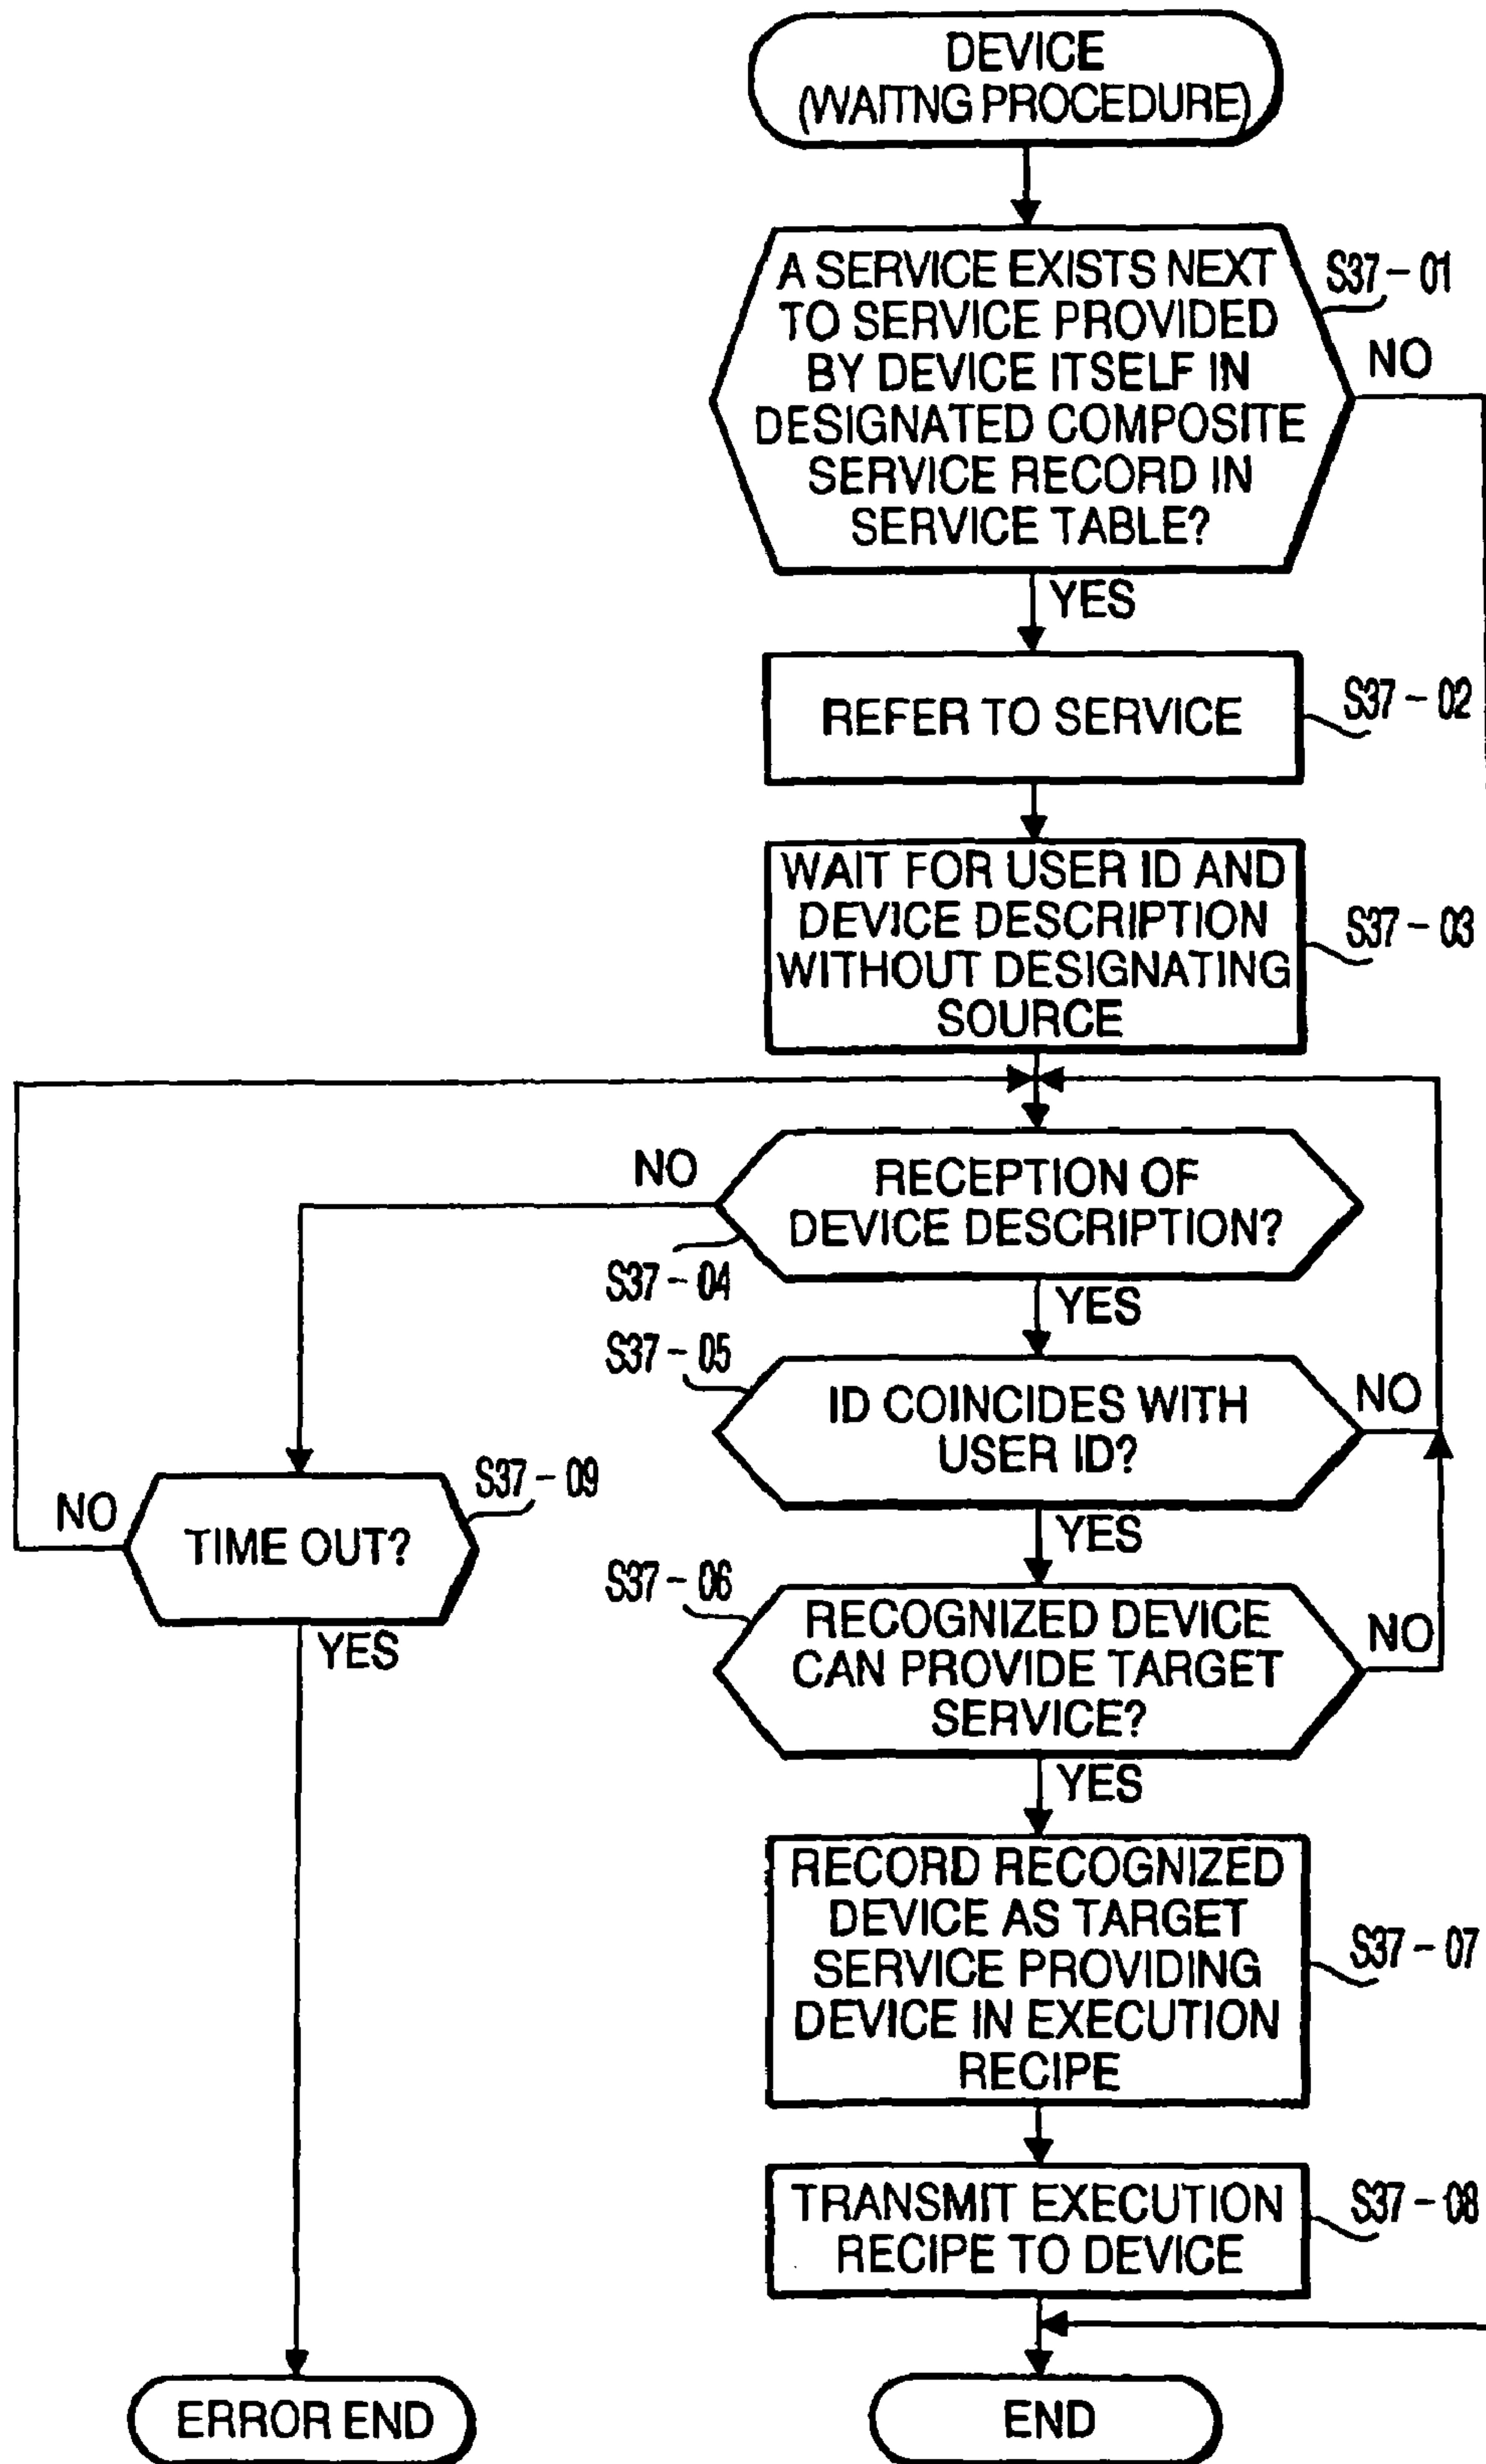 DEVICE
(WAITNG PROCEDURE)
A SERVICE EXISTS NEXT
TO SERVICE PROVIDED
BY DEVICE ITSELF IN
DESIGNATED COMPOSITE
SERVICE RECORD IN
SERVICE TABLE?
S37-01
NO
YES
REFER TO SERVICE
S37-02
WAIT FOR USER ID AND
DEVICE DESCRIPTION
WITHOUT DESIGNATING
SOURCE
S37-03
RECEPTION OF
DEVICE DESCRIPTION?
NO
S37-04
YES
S37-05
ID COINCIDES WITH
USER ID?
NO
YES
S37-09
TIME OUT?
NO
YES
S37-06
RECOGNIZED DEVICE
CAN PROVIDE TARGET
SERVICE?
NO
YES
RECORD RECOGNIZED
DEVICE AS TARGET
SERVICE PROVIDING
DEVICE IN EXECUTION
RECIPE
S37-07
TRANSMIT EXECUTION
RECIPE TO DEVICE
S37-08
ERROR END
END